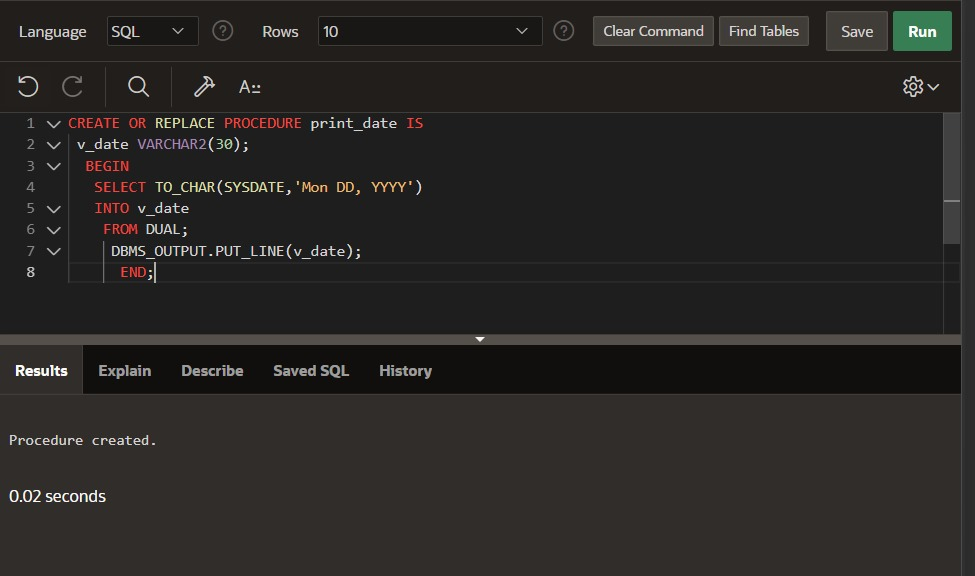 Language SQL ? Rows 10 ? Clear Command Find Tables Save Run
A::
1 CREATE OR REPLACE PROCEDURE print_date IS
2 v_date VARCHAR2(30);
3 BEGIN
4 SELECT TO_CHAR(SYSDATE,'Mon DD, YYYY')
5 INTO v_date
6 FROM DUAL;
7 DBMS_OUTPUT.PUT_LINE(v_date);
8 END;
Results Explain Describe Saved SQL History
Procedure created.
0.02 seconds